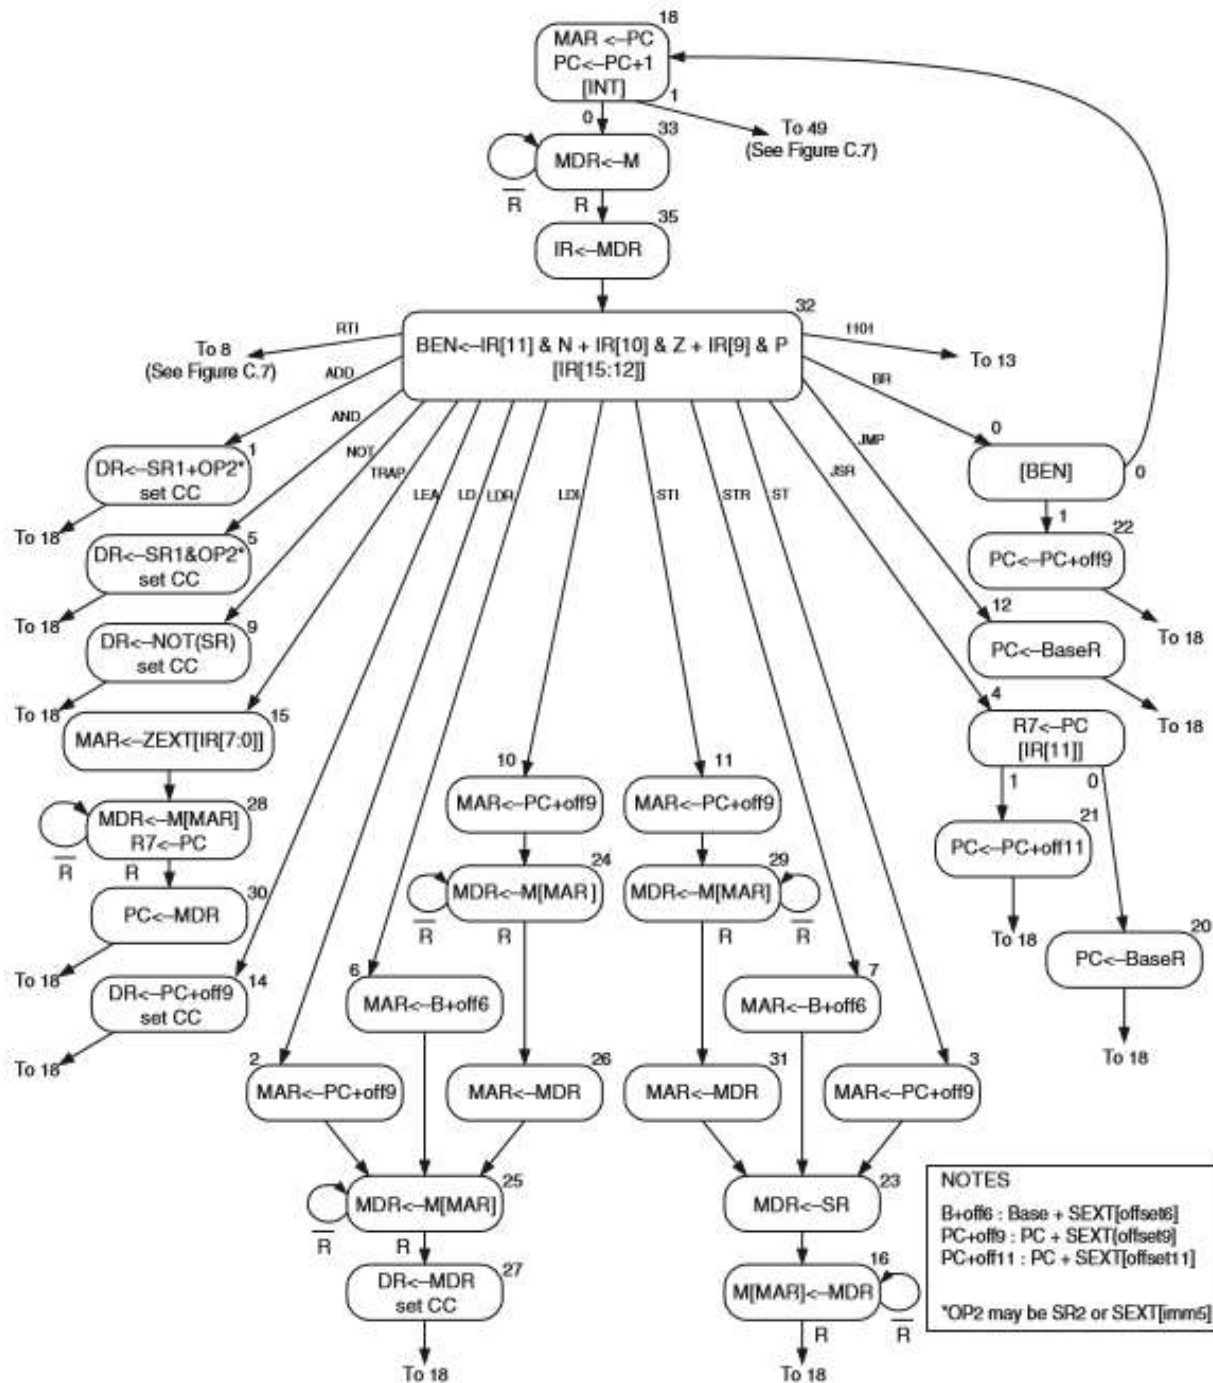 18
MAR <–PC
PC<–PC+1
[INT]
0
1
To 49
(See Figure C.7)
33
MDR<–M
R
R
35
IR<–MDR
32
BEN<–IR[11] & N + IR[10] & Z + IR[9] & P
[IR[15:12]]
RTI
To 8
(See Figure C.7)
1101
To 13
ADD
AND
NOT
TRAP
LEA
LD
LDR
LDI
STI
STR
ST
JSR
JMP
BR
1
DR<–SR1+OP2*
set CC
To 18
5
DR<–SR1&OP2*
set CC
To 18
9
DR<–NOT(SR)
set CC
To 18
15
MAR<–ZEXT[IR[7:0]]
28
MDR<–M[MAR]
R7<–PC
R
R
30
PC<–MDR
To 18
14
DR<–PC+off9
set CC
To 18
0
[BEN]
0
1
22
PC<–PC+off9
To 18
12
PC<–BaseR
To 18
4
R7<–PC
[IR[11]]
1
0
21
PC<–PC+off11
To 18
20
PC<–BaseR
To 18
10
MAR<–PC+off9
24
MDR<–M[MAR]
R
R
11
MAR<–PC+off9
29
MDR<–M[MAR]
R
R
6
MAR<–B+off6
7
MAR<–B+off6
2
MAR<–PC+off9
26
MAR<–MDR
31
MAR<–MDR
3
MAR<–PC+off9
25
MDR<–M[MAR]
R
R
27
DR<–MDR
set CC
To 18
23
MDR<–SR
16
M[MAR]<–MDR
R
R
To 18
NOTES
B+off6 : Base + SEXT[offset6]
PC+off9 : PC + SEXT[offset9]
PC+off11 : PC + SEXT[offset11]
*OP2 may be SR2 or SEXT[imm5]